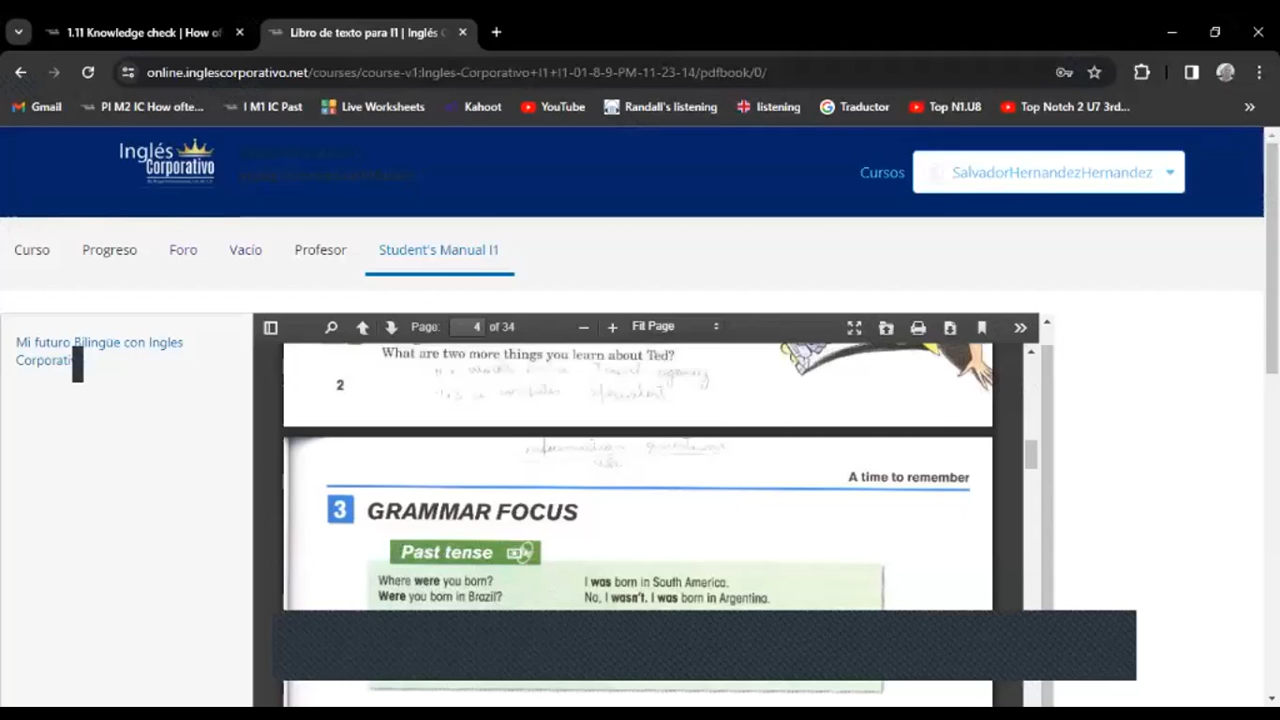 1.11 Knowledge check | How of
Libro de texto para I1 | Inglés C
online.inglescorporativo.net/courses/course-v1:Ingles-Corporativo+I1+I1-01-8-9-PM-11-23-14/pdfbook/0/
Gmail PI M2 IC How ofte... I M1 IC Past Live Worksheets Kahoot YouTube Randall's listening listening Traductor Top N1.U8 Top Notch 2 U7 3rd...
Inglés Corporativo
Cursos SalvadorHernandezHernandez
Curso Progreso Foro Vacio Profesor Student's Manual I1
Mi futuro Bilingüe con Ingles
Page: 4 of 34 Fil Page
What are two more things you learn about Ted?
2
A time to remember
3 GRAMMAR FOCUS
Past tense
Where were you born? I was born in South America.
Were you born in Brazil? No, I wasn't. I was born in Argentina.